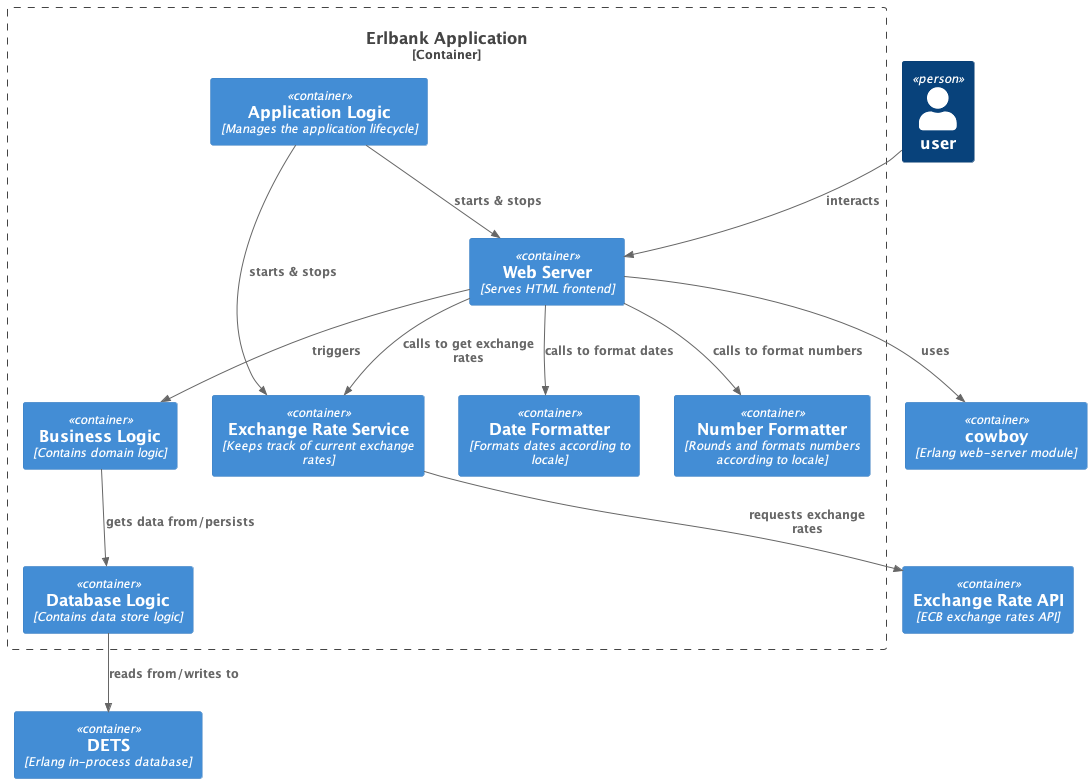 Erlbank Application
[Container]
«container»
Application Logic
[Manages the application lifecycle]
«person»
user
starts & stops
interacts
starts & stops
«container»
Web Server
[Serves HTML frontend]
triggers
calls to get exchange
rates
calls to format dates
calls to format numbers
uses
«container»
Business Logic
[Contains domain logic]
«container»
Exchange Rate Service
[Keeps track of current exchange
rates]
«container»
Date Formatter
[Formats dates according to
locale]
«container»
Number Formatter
[Rounds and formats numbers
according to locale]
«container»
cowboy
[Erlang web-server module]
gets data from/persists
requests exchange
rates
«container»
Database Logic
[Contains data store logic]
«container»
Exchange Rate API
[ECB exchange rates API]
reads from/writes to
«container»
DETS
[Erlang in-process database]